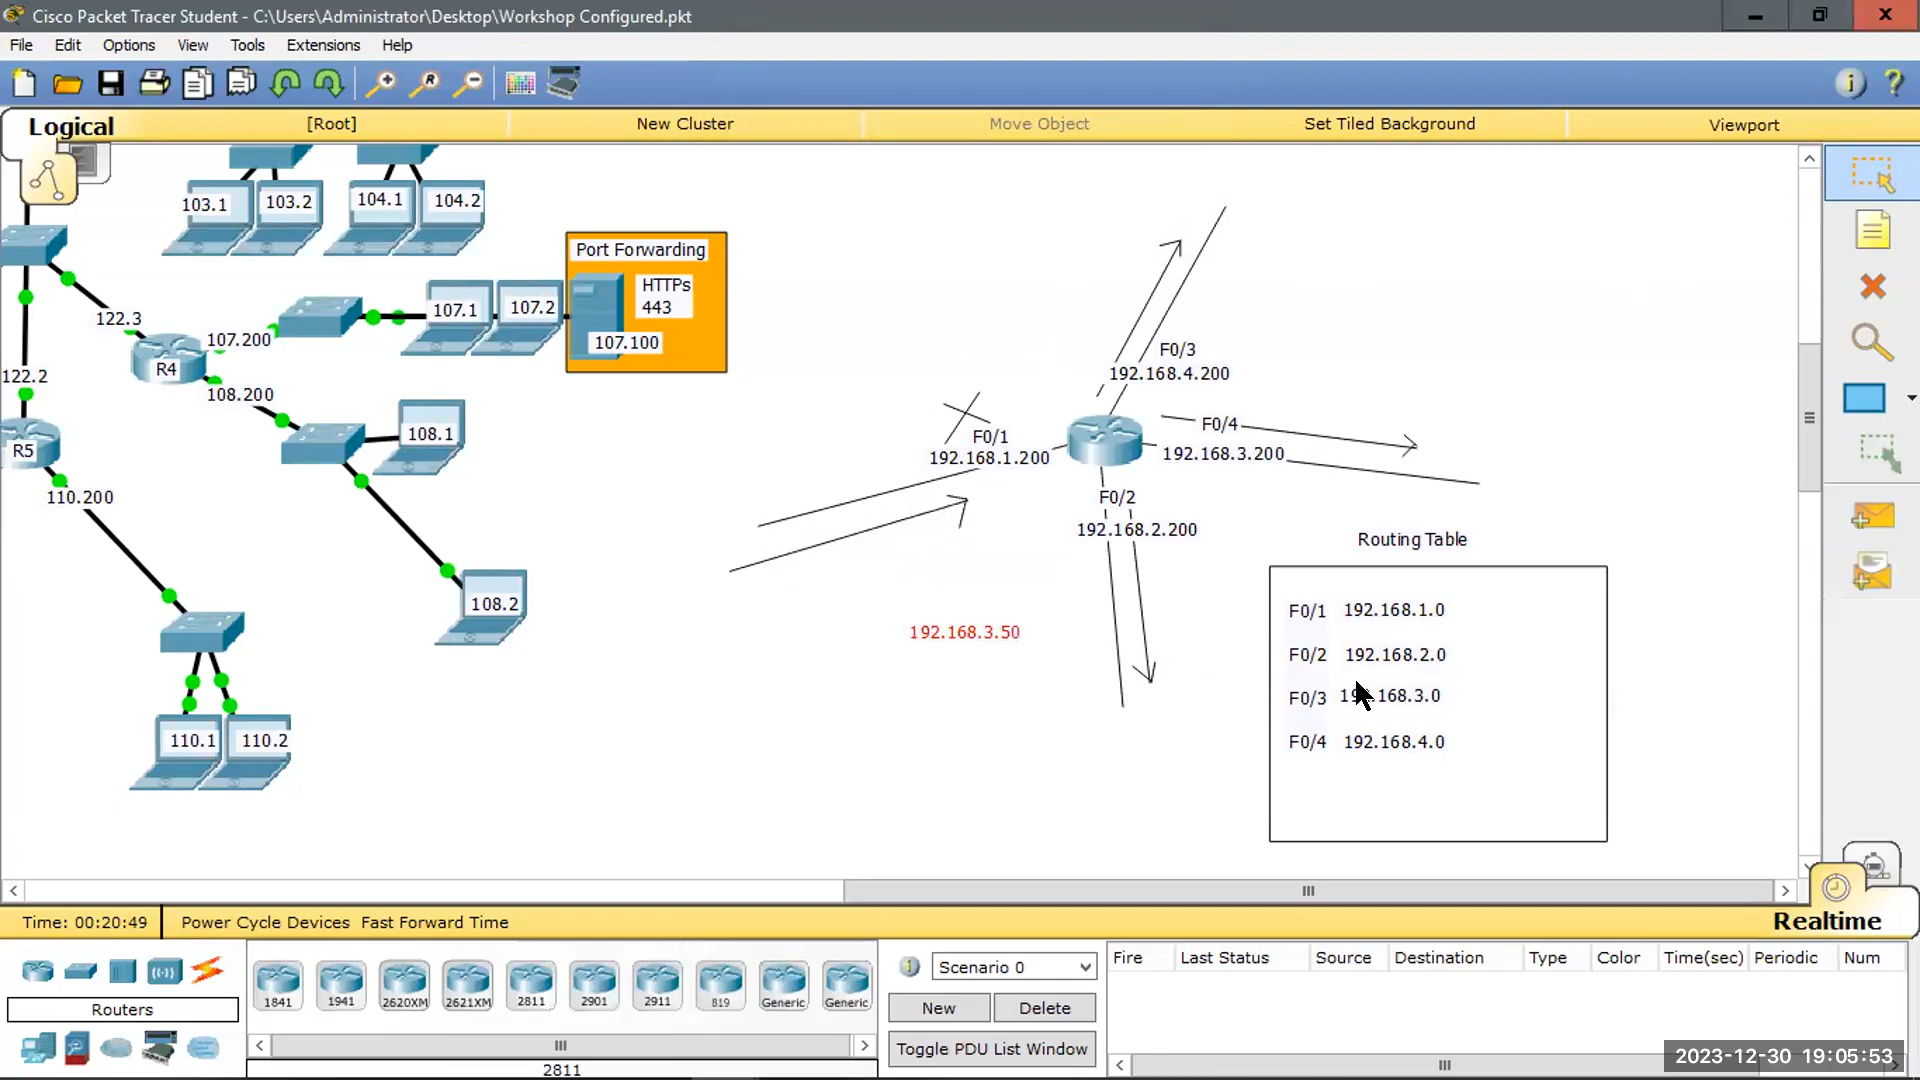 Cisco Packet Tracer Student - C:\Users\Administrator\Desktop\Workshop Configured.pkt
File Edit Options View Tools Extensions Help
Logical [Root] New Cluster Move Object Set Tiled Background Viewport
103.1 103.2 104.1 104.2
Port Forwarding
HTTPs
443
107.1 107.2
107.100
122.3
107.200
R4
122.2
108.200
108.1
R5
110.200
108.2
110.1 110.2
F0/3
192.168.4.200
F0/1
192.168.1.200
F0/4
192.168.3.200
F0/2
192.168.2.200
192.168.3.50
Routing Table
F0/1 192.168.1.0
F0/2 192.168.2.0
F0/3 192.168.3.0
F0/4 192.168.4.0
Time: 00:20:49 Power Cycle Devices Fast Forward Time Realtime
Routers
1841 1941 2620XM 2621XM 2811 2901 2911 819 Generic Generic
2811
Scenario 0
New Delete
Toggle PDU List Window
Fire Last Status Source Destination Type Color Time(sec) Periodic Num
2023-12-30 19:05:53